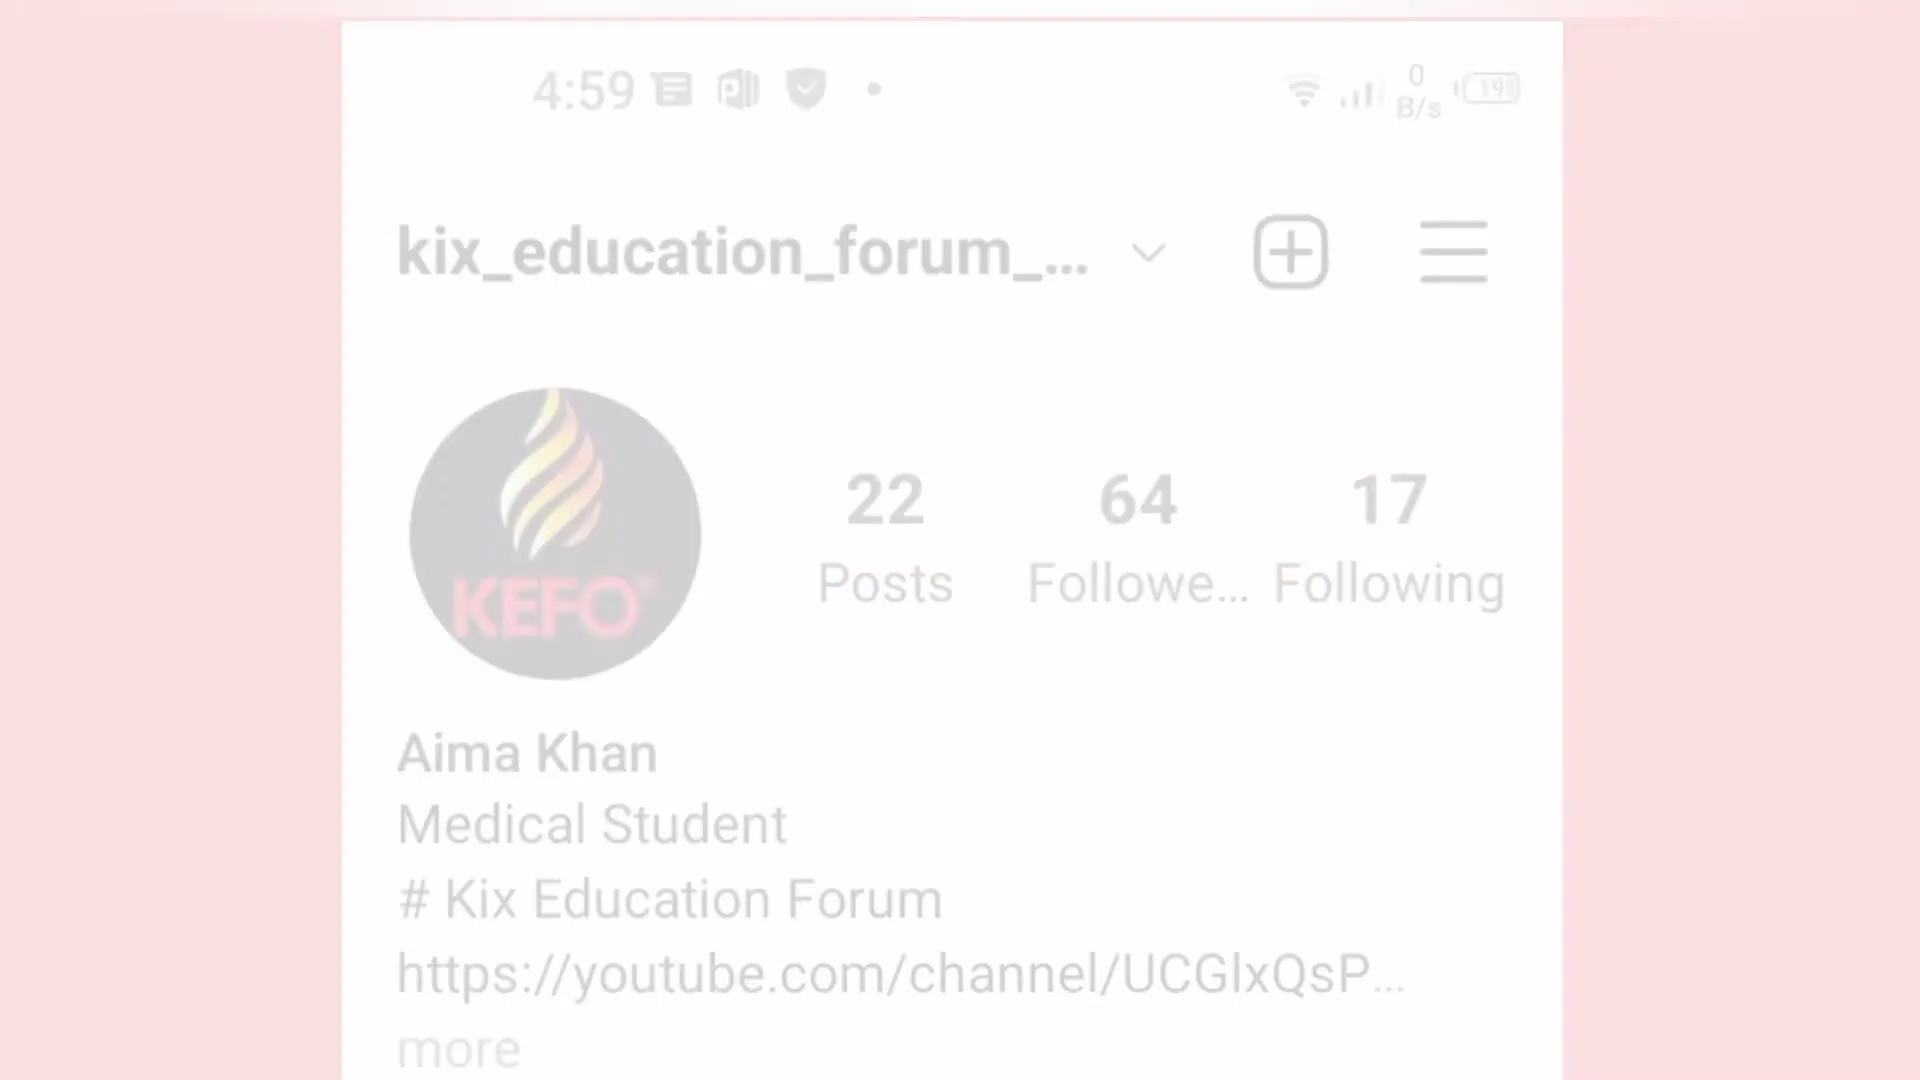 4:59
0
B/s
19
kix_education_forum_...
KEFO®
22 64 17
Posts Followe... Following
Aima Khan
Medical Student
# Kix Education Forum
https://youtube.com/channel/UCGlxQsP...
more